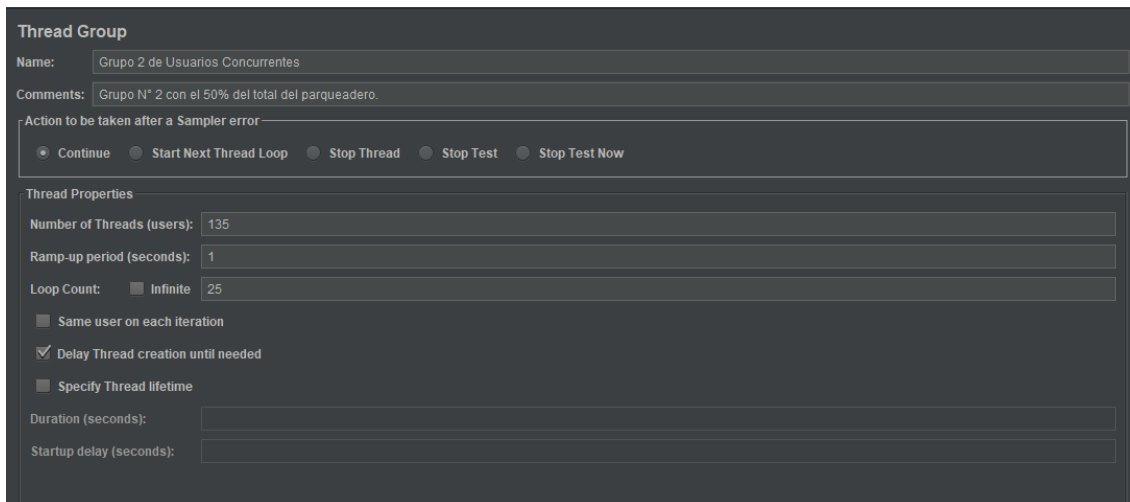 Thread Group
Name: Grupo 2 de Usuarios Concurrentes
Comments: Grupo N° 2 con el 50% del total del parqueadero.
Action to be taken after a Sampler error
Continue Start Next Thread Loop Stop Thread Stop Test Stop Test Now
Thread Properties
Number of Threads (users): 135
Ramp-up period (seconds): 1
Loop Count: Infinite 25
Same user on each iteration
Delay Thread creation until needed
Specify Thread lifetime
Duration (seconds):
Startup delay (seconds):